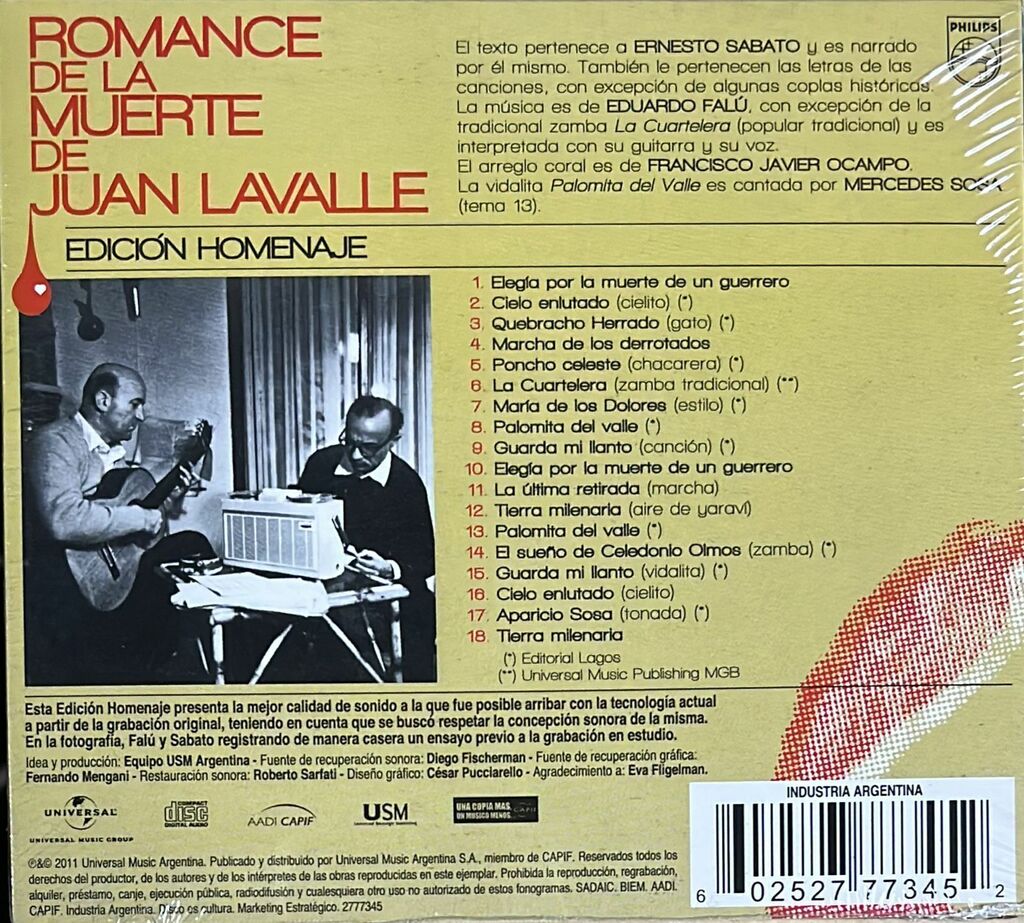 ROMANCE
DE LA
MUERTE
DE
JUAN LAVALLE
EDICIÓN HOMENAJE
PHILIPS
El texto pertenece a ERNESTO SABATO y es narrado
por él mismo. También le pertenecen las letras de las
canciones, con excepción de algunas coplas históricas.
La música es de EDUARDO FALÚ, con excepción de la
tradicional zamba La Cuartelera (popular tradicional) y es
interpretada con su guitarra y su voz.
El arreglo coral es de FRANCISCO JAVIER OCAMPO.
La vidalita Palomita del Valle es cantada por MERCEDES SOSA
(tema 13).
1. Elegía por la muerte de un guerrero
2. Cielo enlutado (cielito) (*)
3. Quebracho Herrado (gato) (*)
4. Marcha de los derrotados
5. Poncho celeste (chacarera) (*)
6. La Cuartelera (zamba tradicional) (**)
7. María de los Dolores (estilo) (*)
8. Palomita del valle (*)
9. Guarda mi llanto (canción) (*)
10. Elegía por la muerte de un guerrero
11. La última retirada (marcha)
12. Tierra milenaria (aire de yaraví)
13. Palomita del valle (*)
14. El sueño de Celedonio Olmos (zamba) (*)
15. Guarda mi llanto (vidalita) (*)
16. Cielo enlutado (cielito)
17. Aparicio Sosa (tonada) (*)
18. Tierra milenaria
(*) Editorial Lagos
(**) Universal Music Publishing MGB
Esta Edición Homenaje presenta la mejor calidad de sonido a la que fue posible arribar con la tecnología actual
a partir de la grabación original, teniendo en cuenta que se buscó respetar la concepción sonora de la misma.
En la fotografía, Falú y Sabato registrando de manera casera un ensayo previo a la grabación en estudio.
Idea y producción: Equipo USM Argentina - Fuente de recuperación sonora: Diego Fischerman - Fuente de recuperación gráfica:
Fernando Mengani - Restauración sonora: Roberto Sarfati - Diseño gráfico: César Pucciarello - Agradecimiento a: Eva Fligelman.
UNIVERSAL
UNIVERSAL MUSIC GROUP
COMPACT
disc
DIGITAL AUDIO
AADI CAPIF
USM
UNA COPIA MAS,
UN MUSICO MENOS.
CAPIF
℗&© 2011 Universal Music Argentina. Publicado y distribuido por Universal Music Argentina S.A., miembro de CAPIF. Reservados todos los
derechos del productor, de los autores y de los intérpretes de las obras reproducidas en este ejemplar. Prohibida la reproducción, regrabación,
alquiler, préstamo, canje, ejecución pública, radiodifusión y cualesquiera otro uso no autorizado de estos fonogramas. SADAIC. BIEM. AADI.
CAPIF. Industria Argentina. Disco es cultura. Marketing Estratégico. 2777345
INDUSTRIA ARGENTINA
6 02527 77345 2